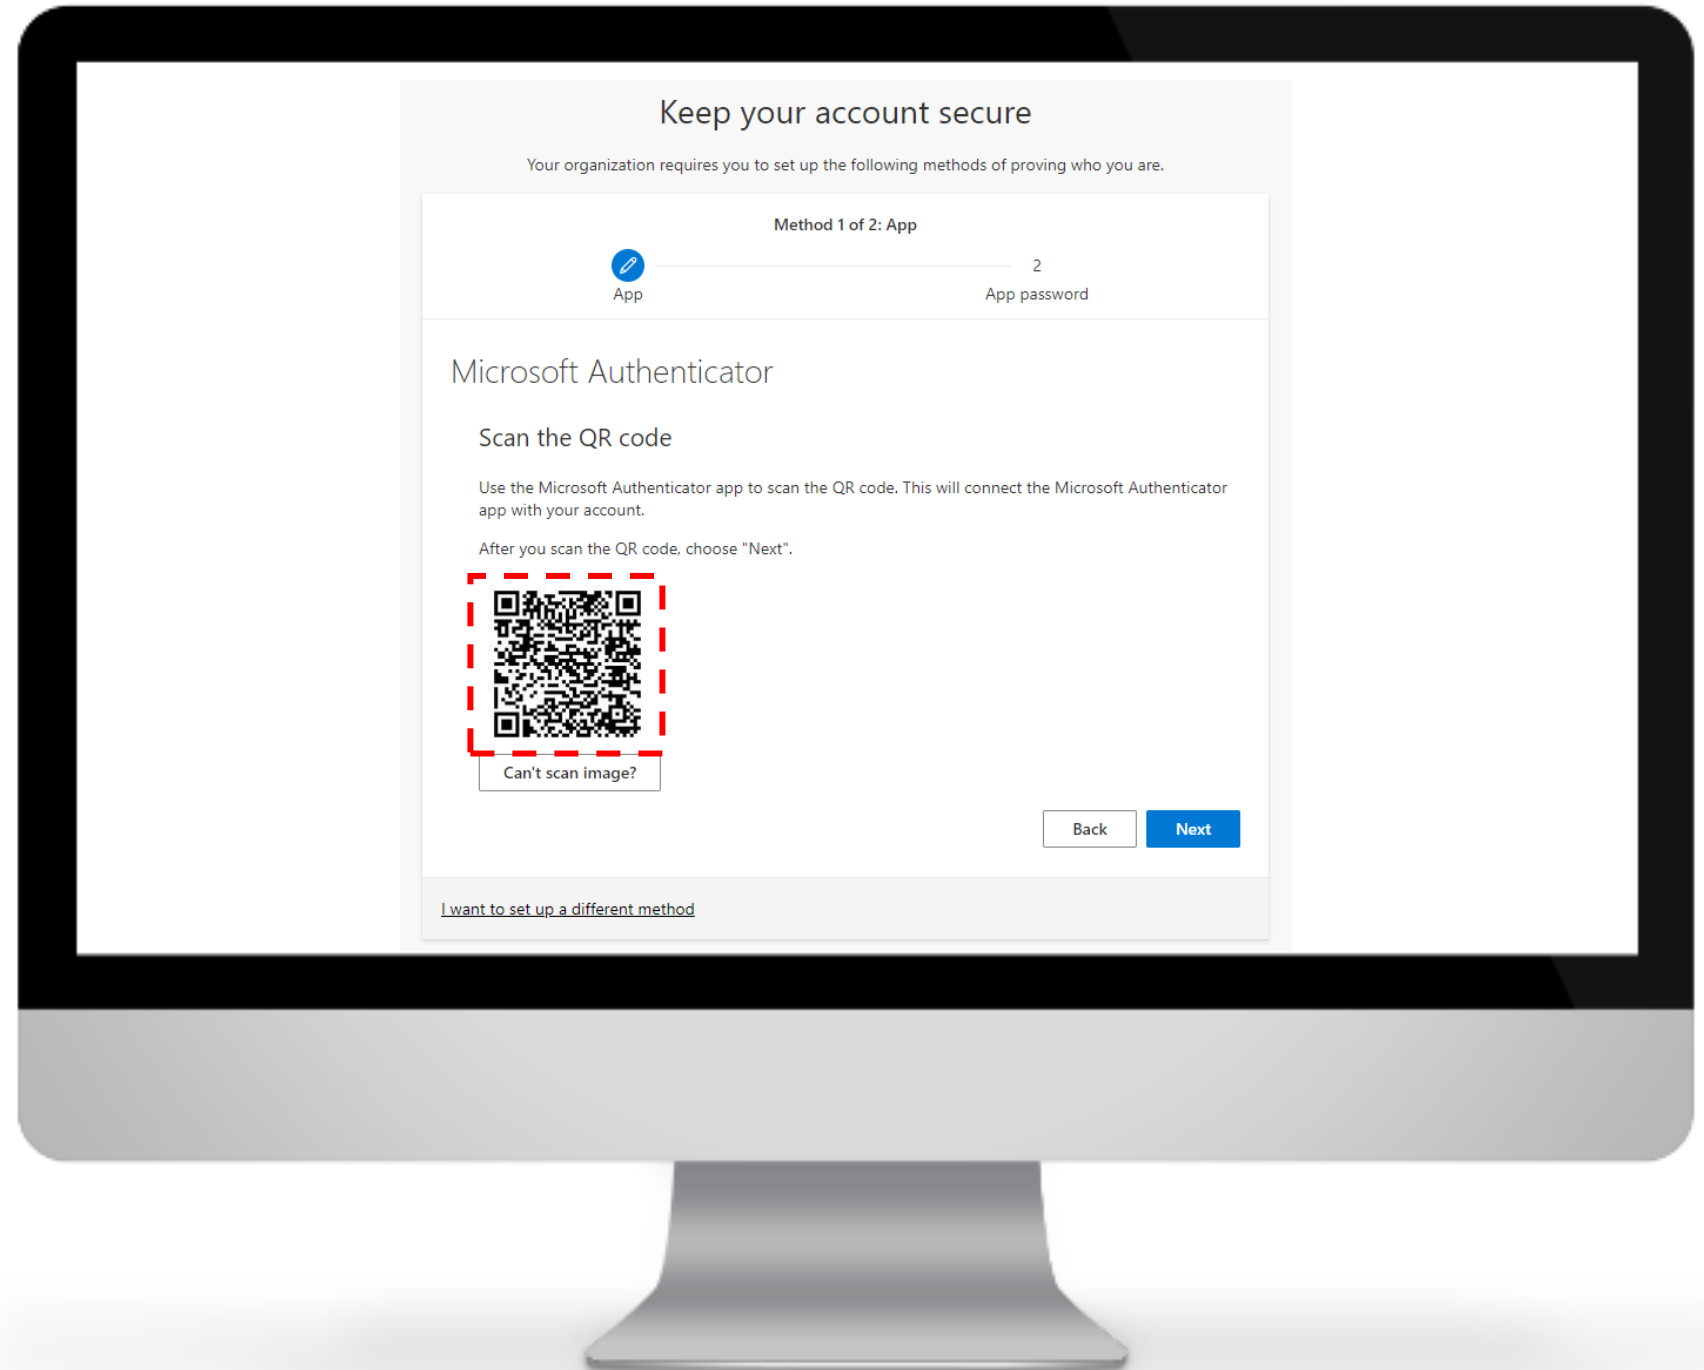 Keep your account secure
Your organization requires you to set up the following methods of proving who you are.
Method 1 of 2: App
2
App
App password
Microsoft Authenticator
Scan the QR code
Use the Microsoft Authenticator app to scan the QR code. This will connect the Microsoft Authenticator
app with your account.
After you scan the QR code, choose "Next".
Can't scan image?
Back
Next
I want to set up a different method